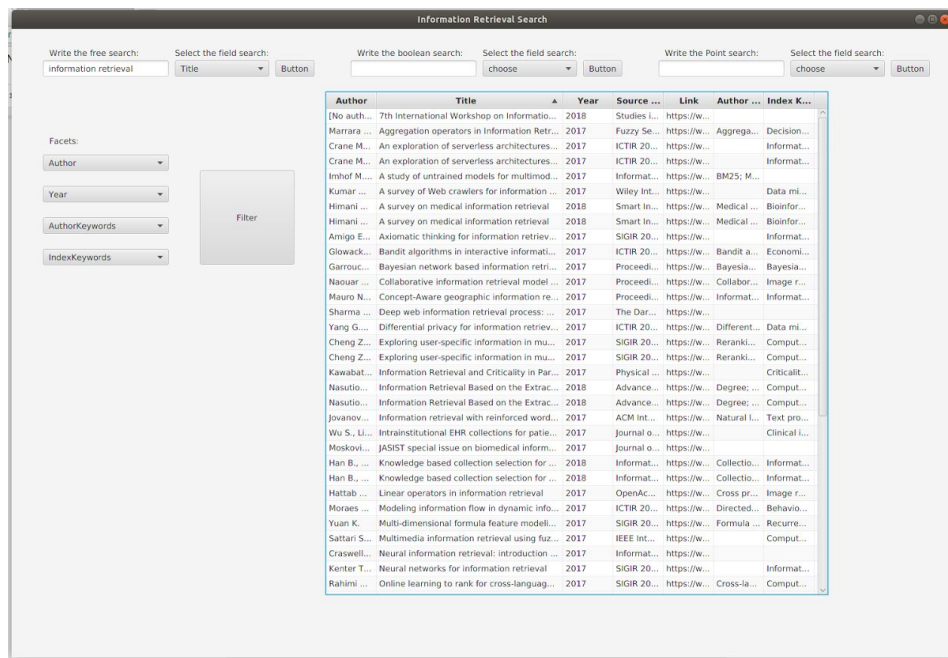 Information Retrieval Search
Write the free search: Select the field search: Write the boolean search: Select the field search: Write the Point search: Select the field search:
information retrieval Title Button choose Button choose Button
Author Title Year Source ... Link Author ... Index K...
[No auth... 7th International Workshop on Informatio... 2018 Studies i... https://w...
Marrara ... Aggregation operators in Information Retr... 2017 Fuzzy Se... https://w... Aggrega... Decision...
Crane M... An exploration of serverless architectures... 2017 ICTIR 20... https://w... Informat...
Crane M... An exploration of serverless architectures... 2017 ICTIR 20... https://w... Informat...
Imhof M.... A study of untrained models for multimod... 2017 Informat... https://w... BM25; M...
Kumar ... A survey of Web crawlers for information ... 2017 Wiley Int... https://w... Data mi...
Himani ... A survey on medical information retrieval 2018 Smart In... https://w... Medical ... Bioinfor...
Himani ... A survey on medical information retrieval 2018 Smart In... https://w... Medical ... Bioinfor...
Amigo E... Axiomatic thinking for information retriev... 2017 SIGIR 20... https://w... Informat...
Glowack... Bandit algorithms in interactive informati... 2017 ICTIR 20... https://w... Bandit a... Economi...
Garrouc... Bayesian network based information retri... 2017 Proceedi... https://w... Bayesia... Bayesia...
Naouar ... Collaborative information retrieval model ... 2017 Proceedi... https://w... Collabor... Image r...
Mauro N... Concept-Aware geographic information re... 2017 Proceedi... https://w... Informat... Informat...
Sharma ... Deep web information retrieval process: ... 2017 The Dar... https://w...
Yang G.... Differential privacy for information retriev... 2017 ICTIR 20... https://w... Different... Data mi...
Cheng Z... Exploring user-specific information in mu... 2017 SIGIR 20... https://w... Reranki... Comput...
Cheng Z... Exploring user-specific information in mu... 2017 SIGIR 20... https://w... Reranki... Comput...
Kawabat... Information Retrieval and Criticality in Par... 2017 Physical ... https://w... Criticalit...
Nasutio... Information Retrieval Based on the Extrac... 2018 Advance... https://w... Degree; ... Comput...
Nasutio... Information Retrieval Based on the Extrac... 2018 Advance... https://w... Degree; ... Comput...
Jovanov... Information retrieval with reinforced word... 2017 ACM Int... https://w... Natural l... Text pro...
Wu S., Li... Intrainstitutional EHR collections for patie... 2017 Journal o... https://w... Clinical i...
Moskovi... JASIST special issue on biomedical inform... 2017 Journal o... https://w...
Han B., ... Knowledge based collection selection for ... 2018 Informat... https://w... Collectio... Informat...
Han B., ... Knowledge based collection selection for ... 2018 Informat... https://w... Collectio... Informat...
Hattab ... Linear operators in information retrieval 2017 OpenAc... https://w... Cross pr... Image r...
Moraes ... Modeling information flow in dynamic info... 2017 ICTIR 20... https://w... Directed... Behavio...
Yuan K. Multi-dimensional formula feature modeli... 2017 SIGIR 20... https://w... Formula ... Recurre...
Sattari S... Multimedia information retrieval using fuz... 2017 IEEE Int... https://w... Comput...
Craswell... Neural information retrieval: introduction ... 2017 Informat... https://w...
Kenter T... Neural networks for information retrieval 2017 SIGIR 20... https://w... Informat...
Rahimi ... Online learning to rank for cross-languag... 2017 SIGIR 20... https://w... Cross-la... Comput...
Facets:
Author
Year
AuthorKeywords
IndexKeywords
Filter